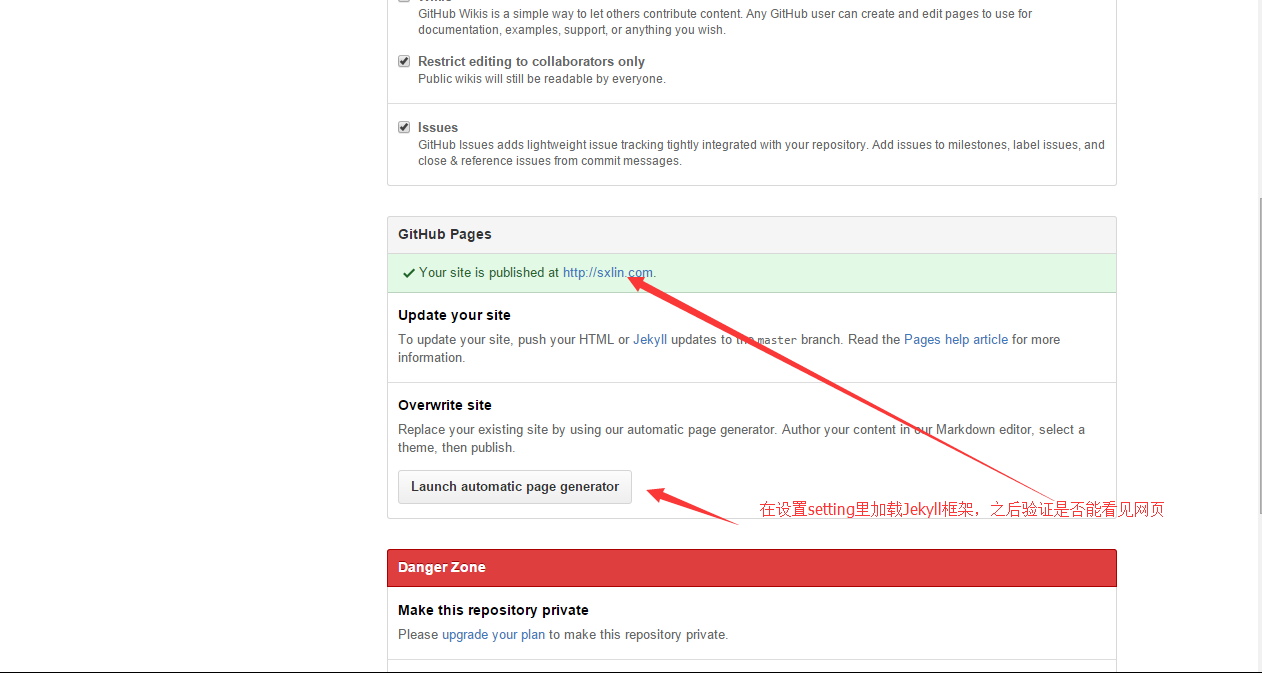 GitHub Wikis is a simple way to let others contribute content. Any GitHub user can create and edit pages to use for
documentation, examples, support, or anything you wish.
Restrict editing to collaborators only
Public wikis will still be readable by everyone.
Issues
GitHub Issues adds lightweight issue tracking tightly integrated with your repository. Add issues to milestones, label issues, and
close & reference issues from commit messages.
GitHub Pages
Your site is published at http://sxlin.com.
Update your site
To update your site, push your HTML or Jekyll updates to the master branch. Read the Pages help article for more
information.
Overwrite site
Replace your existing site by using our automatic page generator. Author your content in our Markdown editor, select a
theme, then publish.
Launch automatic page generator
在设置setting里加载Jekyll框架，之后验证是否能看见网页
Danger Zone
Make this repository private
Please upgrade your plan to make this repository private.